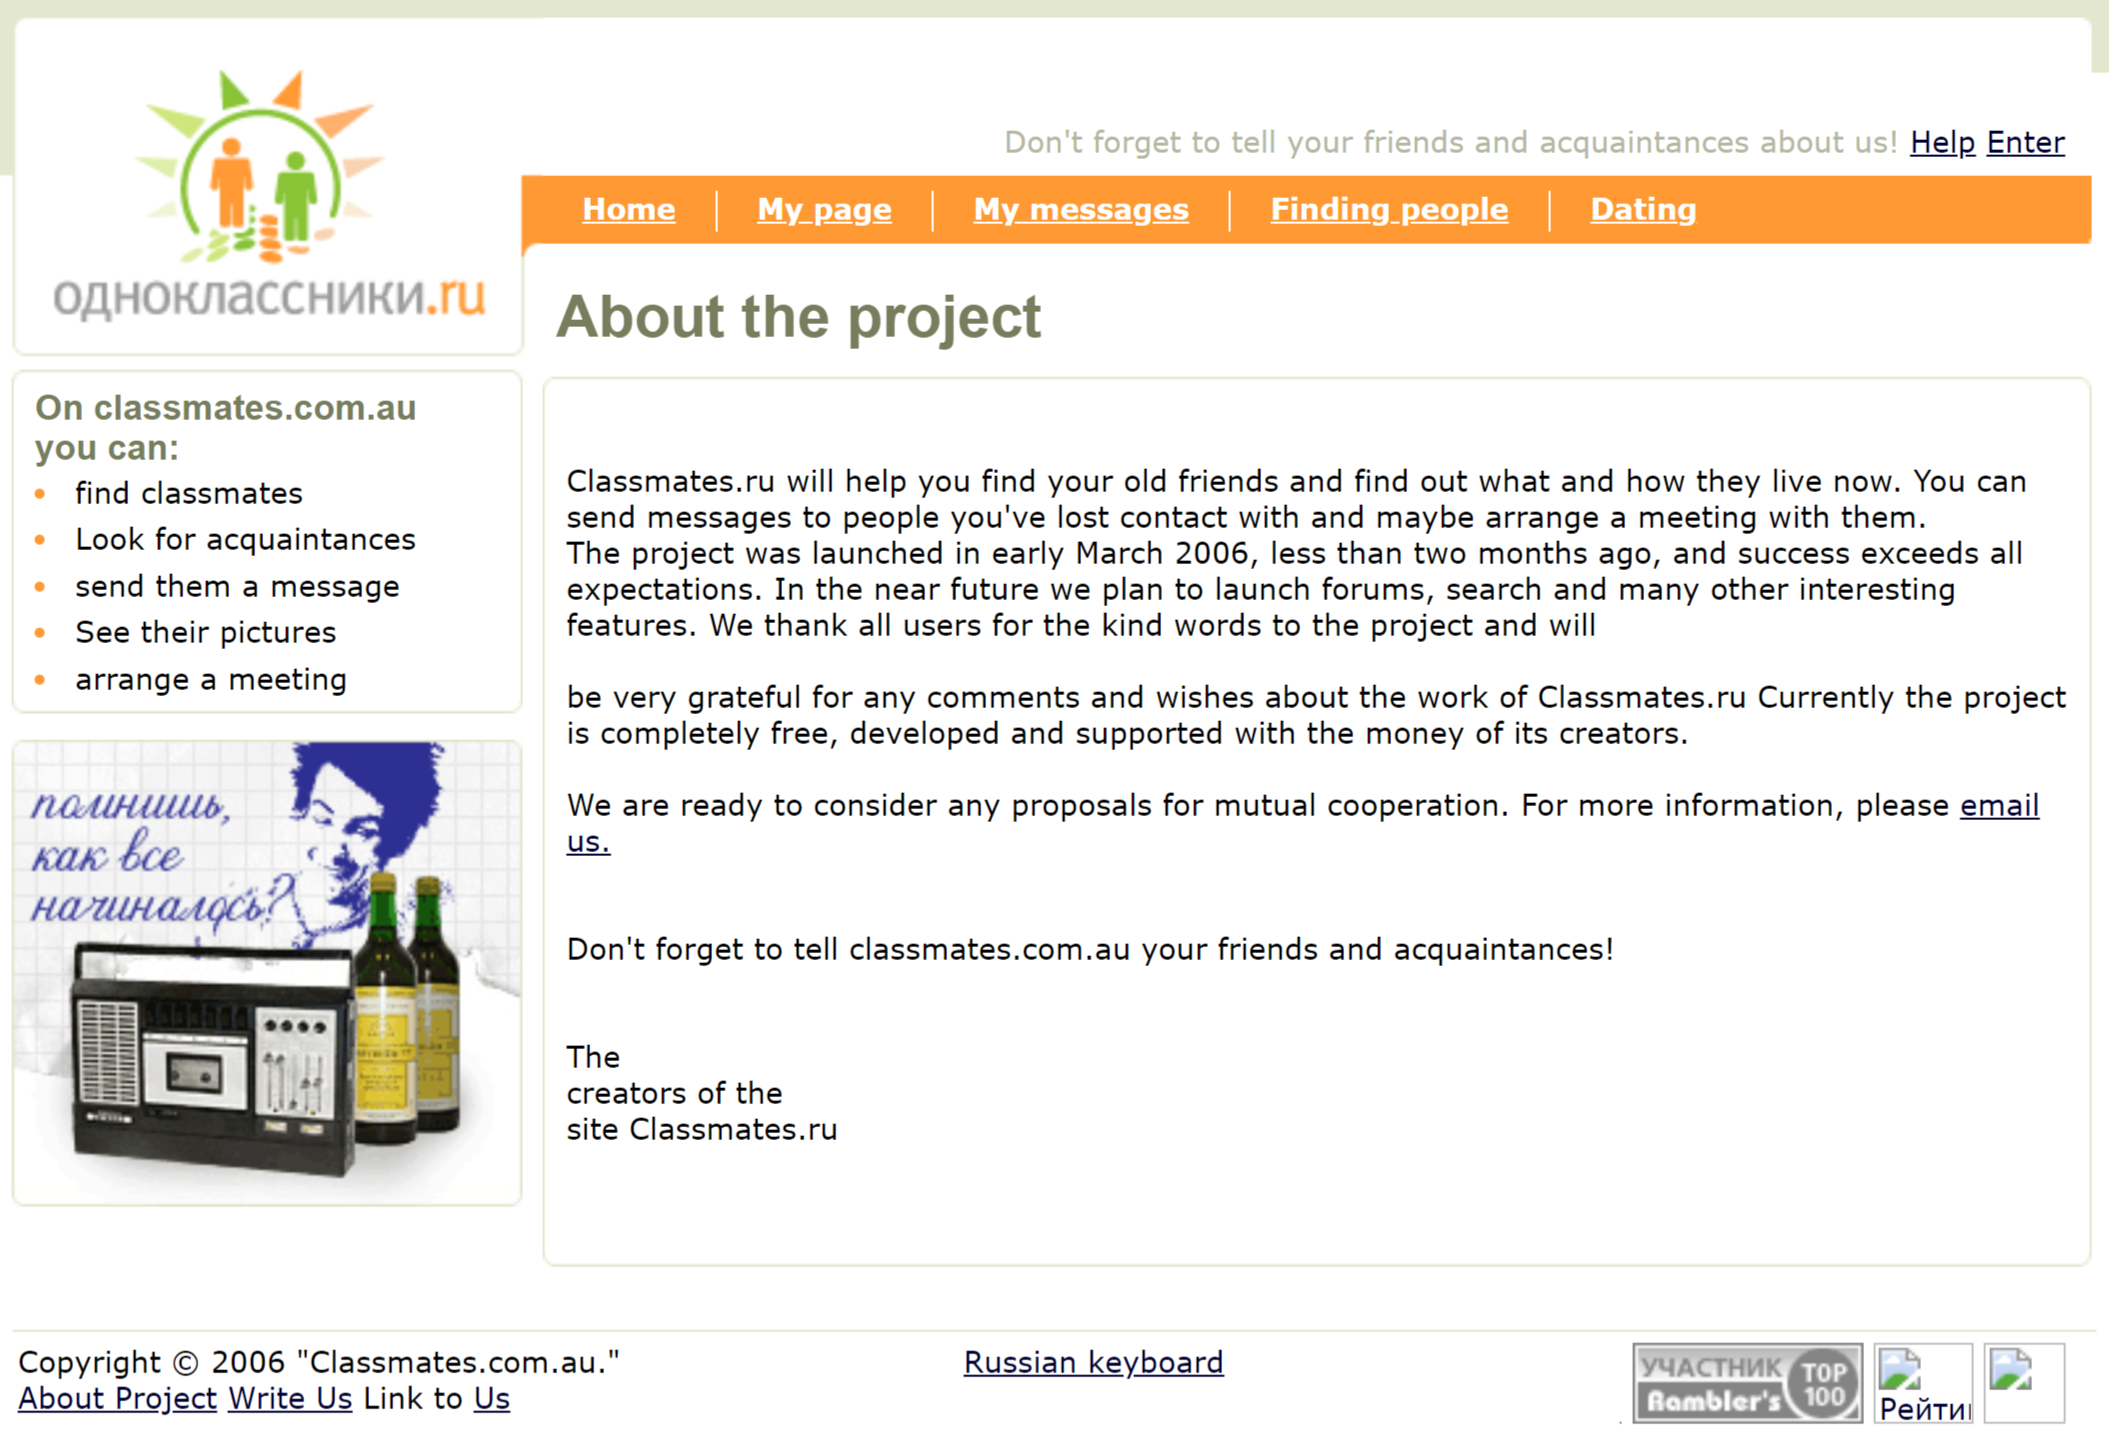 одноклассники.ru
Don't forget to tell your friends and acquaintances about us! Help Enter
Home My page My messages Finding people Dating
About the project
On classmates.com.au
you can:
find classmates
Look for acquaintances
send them a message
See their pictures
arrange a meeting
помнишь,
как все
начиналось?
Classmates.ru will help you find your old friends and find out what and how they live now. You can
send messages to people you've lost contact with and maybe arrange a meeting with them.
The project was launched in early March 2006, less than two months ago, and success exceeds all
expectations. In the near future we plan to launch forums, search and many other interesting
features. We thank all users for the kind words to the project and will
be very grateful for any comments and wishes about the work of Classmates.ru Currently the project
is completely free, developed and supported with the money of its creators.
We are ready to consider any proposals for mutual cooperation. For more information, please email
us.
Don't forget to tell classmates.com.au your friends and acquaintances!
The
creators of the
site Classmates.ru
Copyright © 2006 "Classmates.com.au."
About Project Write Us Link to Us
Russian keyboard
УЧАСТНИК
Rambler's
TOP
100